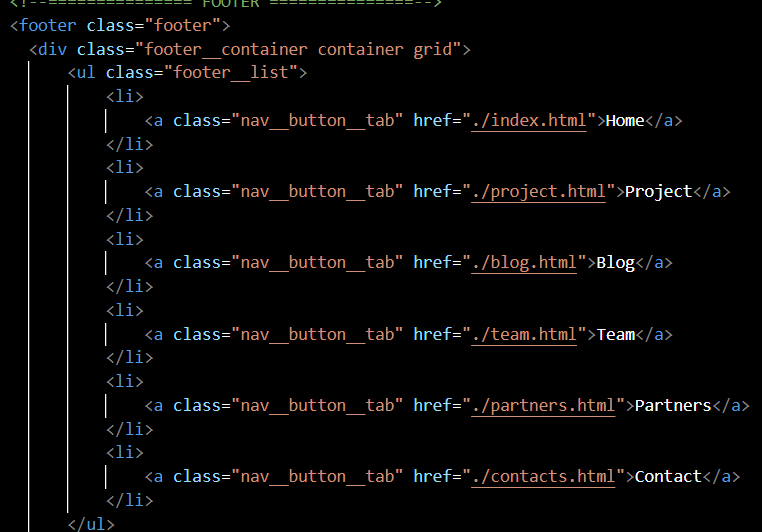 <!--=============== FOOTER ===============-->
<footer class="footer">
<div class="footer__container container grid">
<ul class="footer__list">
<li>
<a class="nav__button__tab" href="./index.html">Home</a>
</li>
<li>
<a class="nav__button__tab" href="./project.html">Project</a>
</li>
<li>
<a class="nav__button__tab" href="./blog.html">Blog</a>
</li>
<li>
<a class="nav__button__tab" href="./team.html">Team</a>
</li>
<li>
<a class="nav__button__tab" href="./partners.html">Partners</a>
</li>
<li>
<a class="nav__button__tab" href="./contacts.html">Contact</a>
</li>
</ul>